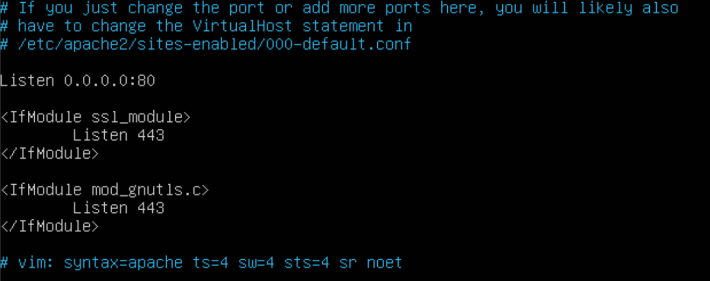 # If you just change the port or add more ports here, you will likely also
# have to change the VirtualHost statement in
# /etc/apache2/sites-enabled/000-default.conf
Listen 0.0.0.0:80
<IfModule ssl_module>
Listen 443
</IfModule>
<IfModule mod_gnutls.c>
Listen 443
</IfModule>
# vim: syntax=apache ts=4 sw=4 sts=4 sr noet